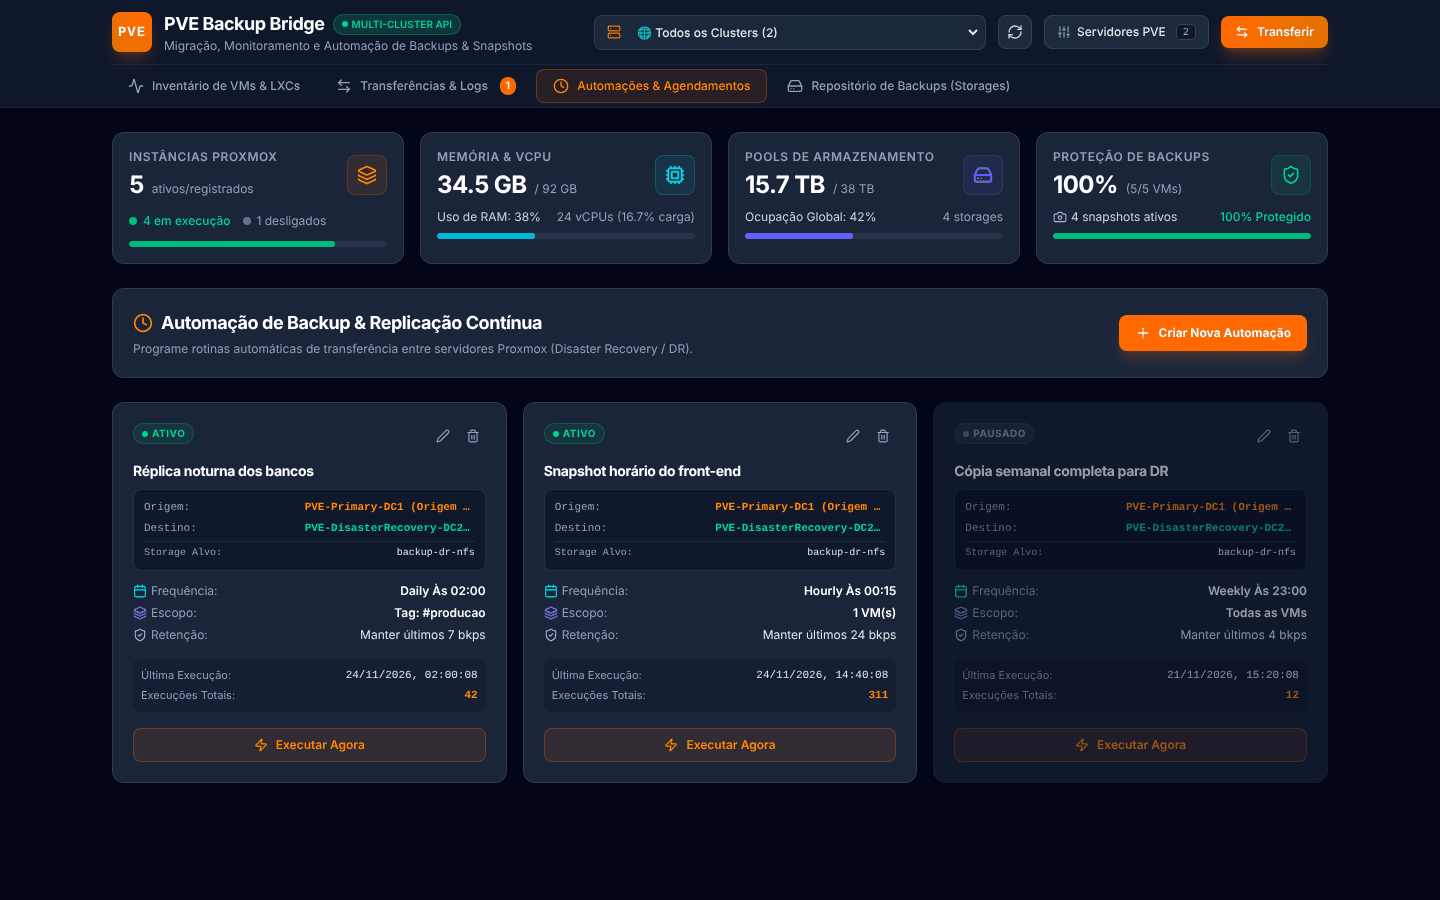 PVE
PVE Backup Bridge
MULTI-CLUSTER API
Migração, Monitoramento e Automação de Backups & Snapshots
🌐 Todos os Clusters (2)
Servidores PVE 2
Transferir
Inventário de VMs & LXCs
Transferências & Logs 1
Automações & Agendamentos
Repositório de Backups (Storages)
INSTÂNCIAS PROXMOX
5 ativos/registrados
4 em execução 1 desligados
MEMÓRIA & VCPU
34.5 GB / 92 GB
Uso de RAM: 38% 24 vCPUs (16.7% carga)
POOLS DE ARMAZENAMENTO
15.7 TB / 38 TB
Ocupação Global: 42% 4 storages
PROTEÇÃO DE BACKUPS
100% (5/5 VMs)
4 snapshots ativos 100% Protegido
Automação de Backup & Replicação Contínua
Programe rotinas automáticas de transferência entre servidores Proxmox (Disaster Recovery / DR).
Criar Nova Automação
ATIVO
Réplica noturna dos bancos
Origem: PVE-Primary-DC1 (Origem …
Destino: PVE-DisasterRecovery-DC2…
Storage Alvo: backup-dr-nfs
Frequência: Daily Às 02:00
Escopo: Tag: #producao
Retenção: Manter últimos 7 bkps
Última Execução: 24/11/2026, 02:00:08
Execuções Totais: 42
Executar Agora
ATIVO
Snapshot horário do front-end
Origem: PVE-Primary-DC1 (Origem …
Destino: PVE-DisasterRecovery-DC2…
Storage Alvo: backup-dr-nfs
Frequência: Hourly Às 00:15
Escopo: 1 VM(s)
Retenção: Manter últimos 24 bkps
Última Execução: 24/11/2026, 14:40:08
Execuções Totais: 311
Executar Agora
PAUSADO
Cópia semanal completa para DR
Origem: PVE-Primary-DC1 (Origem …
Destino: PVE-DisasterRecovery-DC2…
Storage Alvo: backup-dr-nfs
Frequência: Weekly Às 23:00
Escopo: Todas as VMs
Retenção: Manter últimos 4 bkps
Última Execução: 21/11/2026, 15:20:08
Execuções Totais: 12
Executar Agora